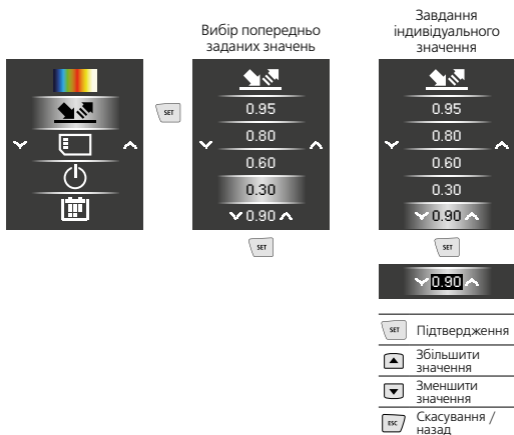 Вибір попередньо
заданих значень
Завдання
індивідуального
значення
SET
0.95
0.80
0.60
0.30
0.90
SET
0.95
0.80
0.60
0.30
0.90
SET
0.90
SET Підтвердження
Збільшити
значення
Зменшити
значення
ESC Скасування /
назад